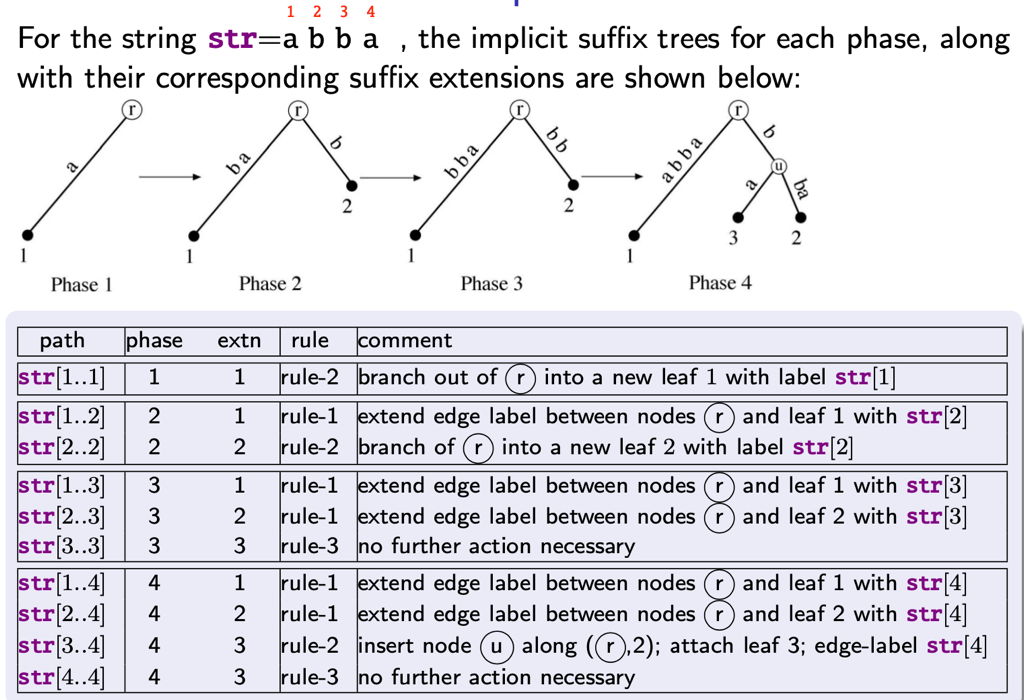 1 2 3 4
For the string str=a b b a , the implicit suffix trees for each phase, along
with their corresponding suffix extensions are shown below:
r r r r
a b a b b b a b b a b b a b
u
a ba
1 1 2 1 2 1 3 2
Phase 1 Phase 2 Phase 3 Phase 4
path phase extn rule comment
str[1..1] 1 1 rule-2 branch out of r into a new leaf 1 with label str[1]
str[1..2] 2 1 rule-1 extend edge label between nodes r and leaf 1 with str[2]
str[2..2] 2 2 rule-2 branch of r into a new leaf 2 with label str[2]
str[1..3] 3 1 rule-1 extend edge label between nodes r and leaf 1 with str[3]
str[2..3] 3 2 rule-1 extend edge label between nodes r and leaf 2 with str[3]
str[3..3] 3 3 rule-3 no further action necessary
str[1..4] 4 1 rule-1 extend edge label between nodes r and leaf 1 with str[4]
str[2..4] 4 2 rule-1 extend edge label between nodes r and leaf 2 with str[4]
str[3..4] 4 3 rule-2 insert node u along (r,2); attach leaf 3; edge-label str[4]
str[4..4] 4 3 rule-3 no further action necessary